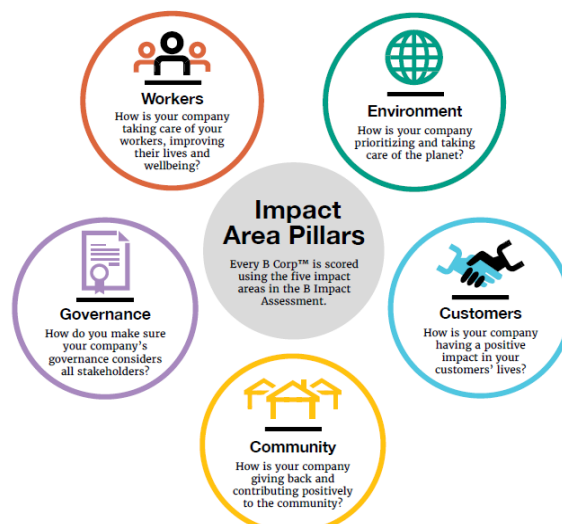 Workers
How is your company
taking care of your
workers, improving
their lives and
wellbeing?
Environment
How is your company
prioritizing and taking
care of the planet?
Impact
Area Pillars
Every B Corp™ is scored
using the five impact
areas in the B Impact
Assessment.
Governance
How do you make sure
your company's
governance considers
all stakeholders?
Customers
How is your company
having a positive
impact in your
customers' lives?
Community
How is your company
giving back and
contributing positively
to the community?